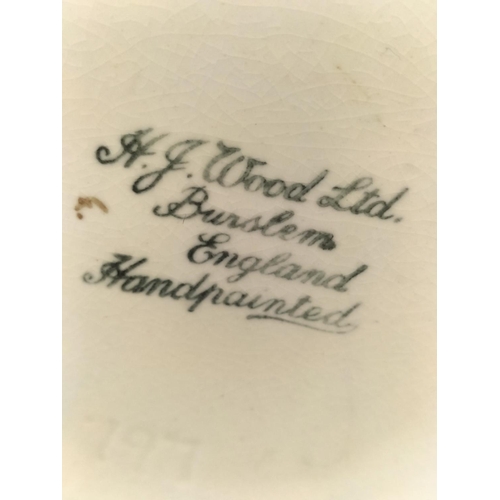 H. J. Wood Ltd.
Burslem
England
Handpainted